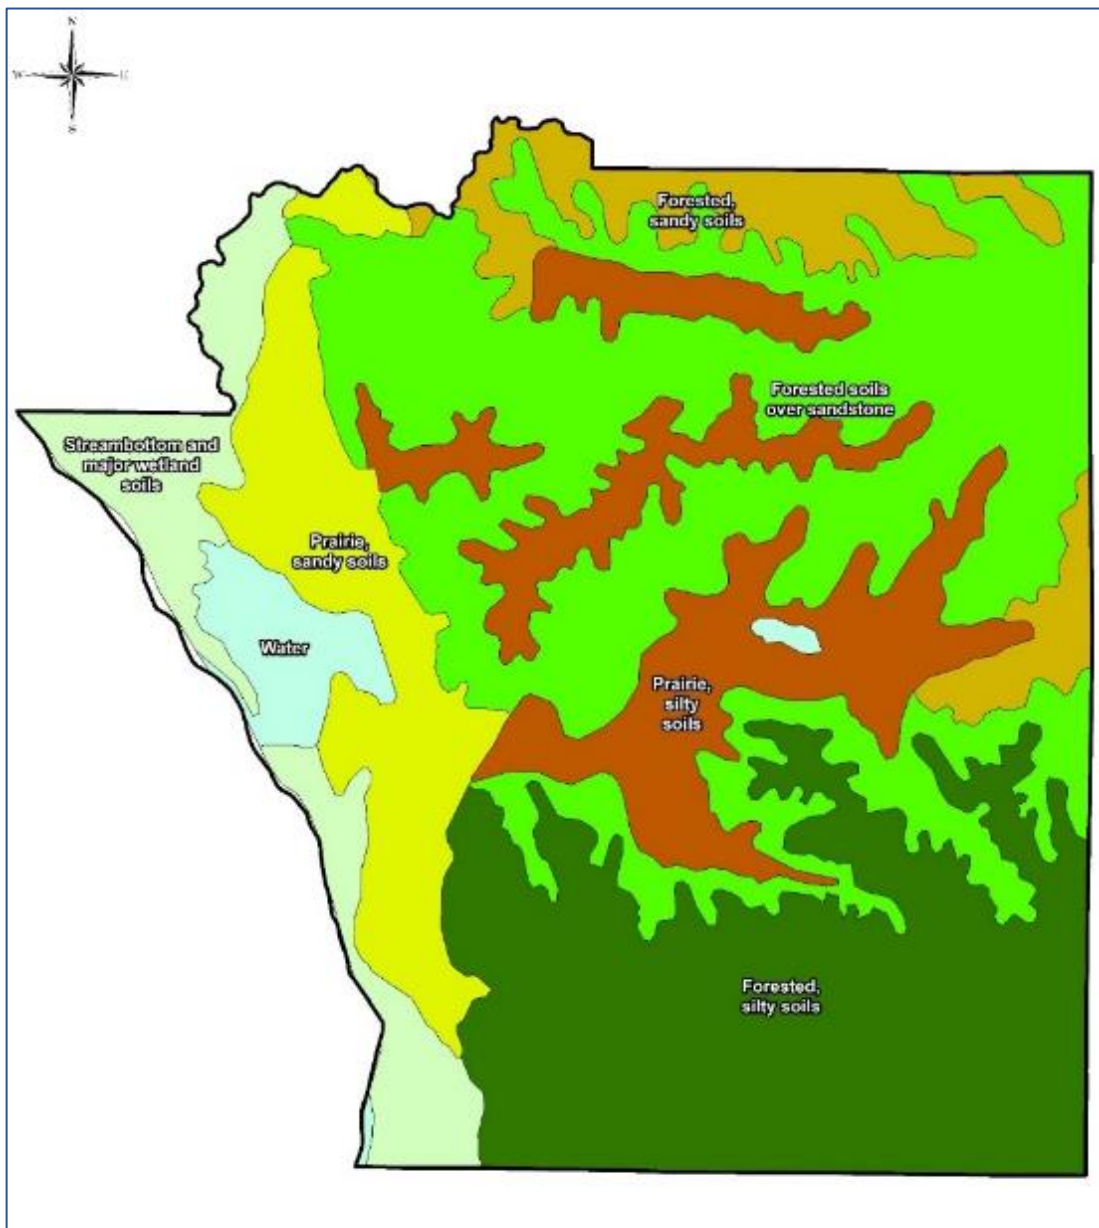 N
W E
S
Forested,
sandy soils
Forested soils
over sandstone
Streambottom and
major wetland
soils
Prairie,
sandy soils
Water
Prairie,
silty
soils
Forested,
silty soils